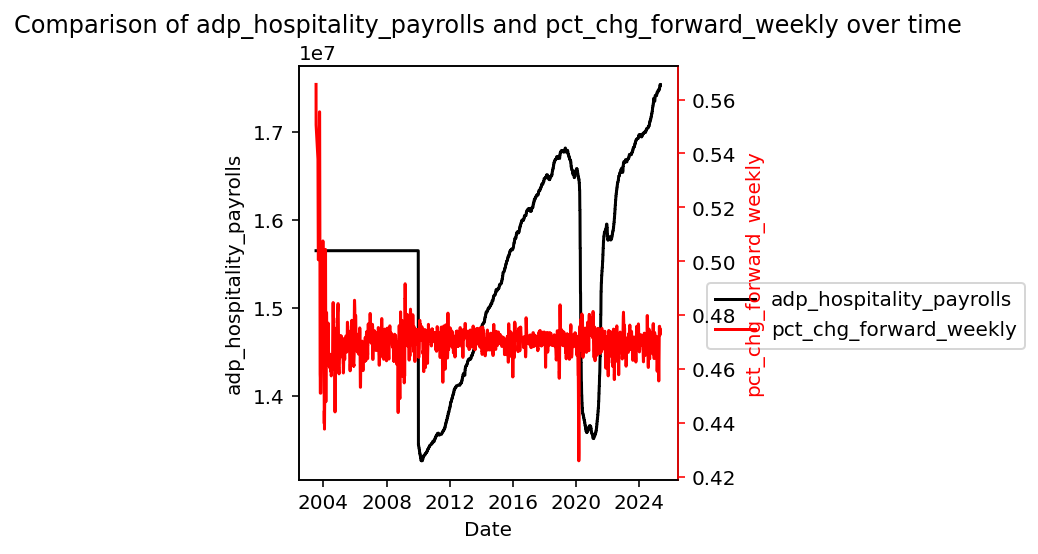 Comparison of adp_hospitality_payrolls and pct_chg_forward_weekly over time
1e7
adp_hospitality_payrolls
1.7
1.6
1.5
1.4
0.56
0.54
0.52
0.50
0.48
0.46
0.44
0.42
pct_chg_forward_weekly
adp_hospitality_payrolls
pct_chg_forward_weekly
2004 2008 2012 2016 2020 2024
Date